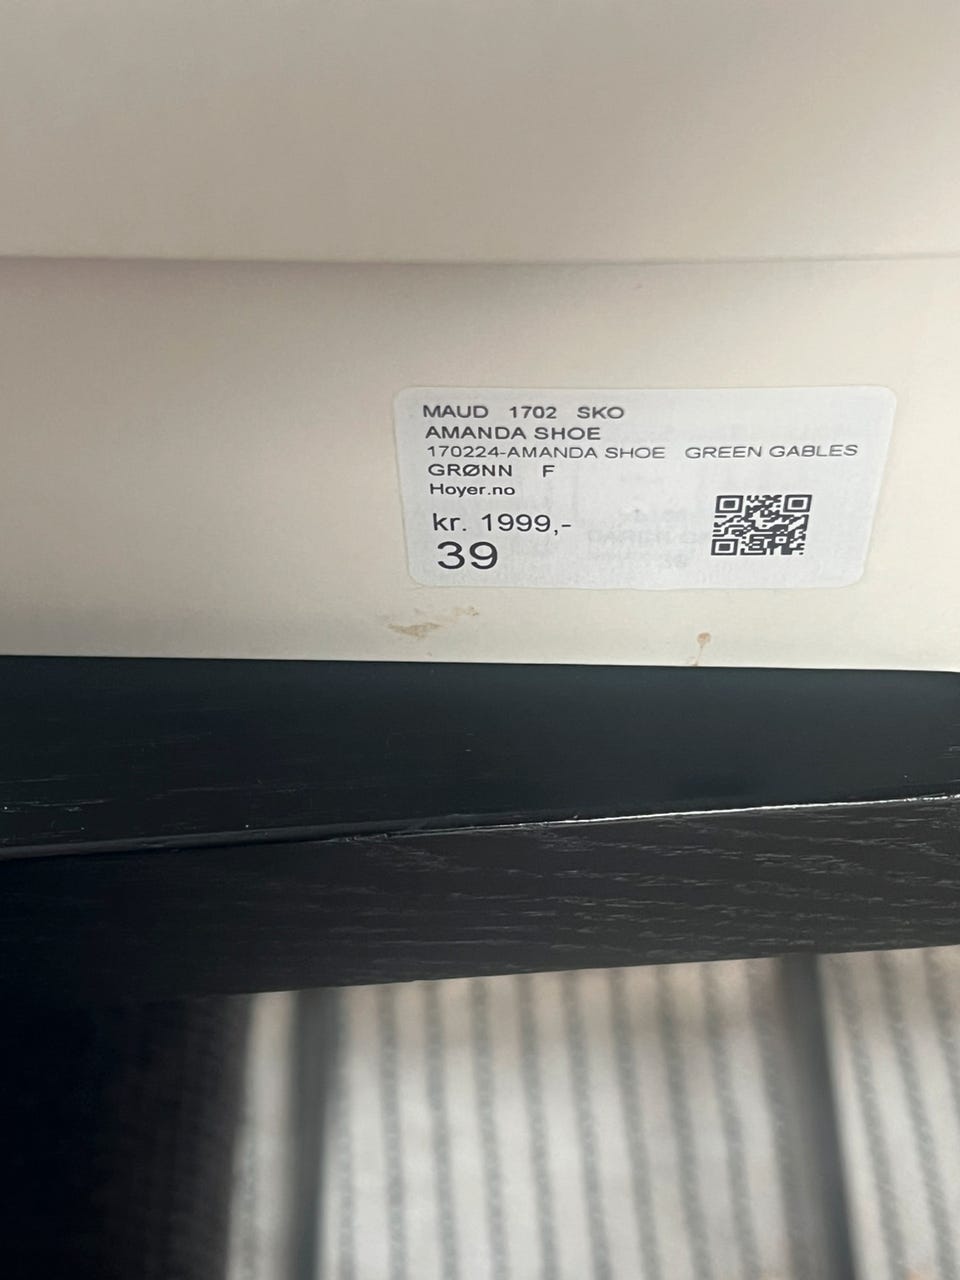 MAUD 1702 SKO
AMANDA SHOE
170224-AMANDA SHOE GREEN GABLES
GRØNN F
Hoyer.no
kr. 1999,-
39